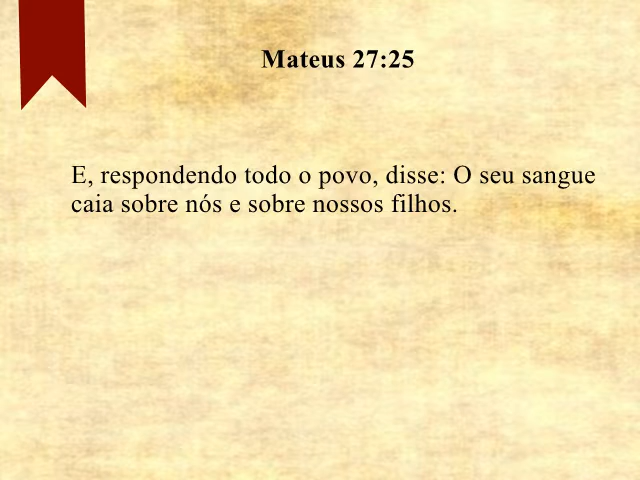 Mateus 27:25
E, respondendo todo o povo, disse: O seu sangue
caia sobre nós e sobre nossos filhos.